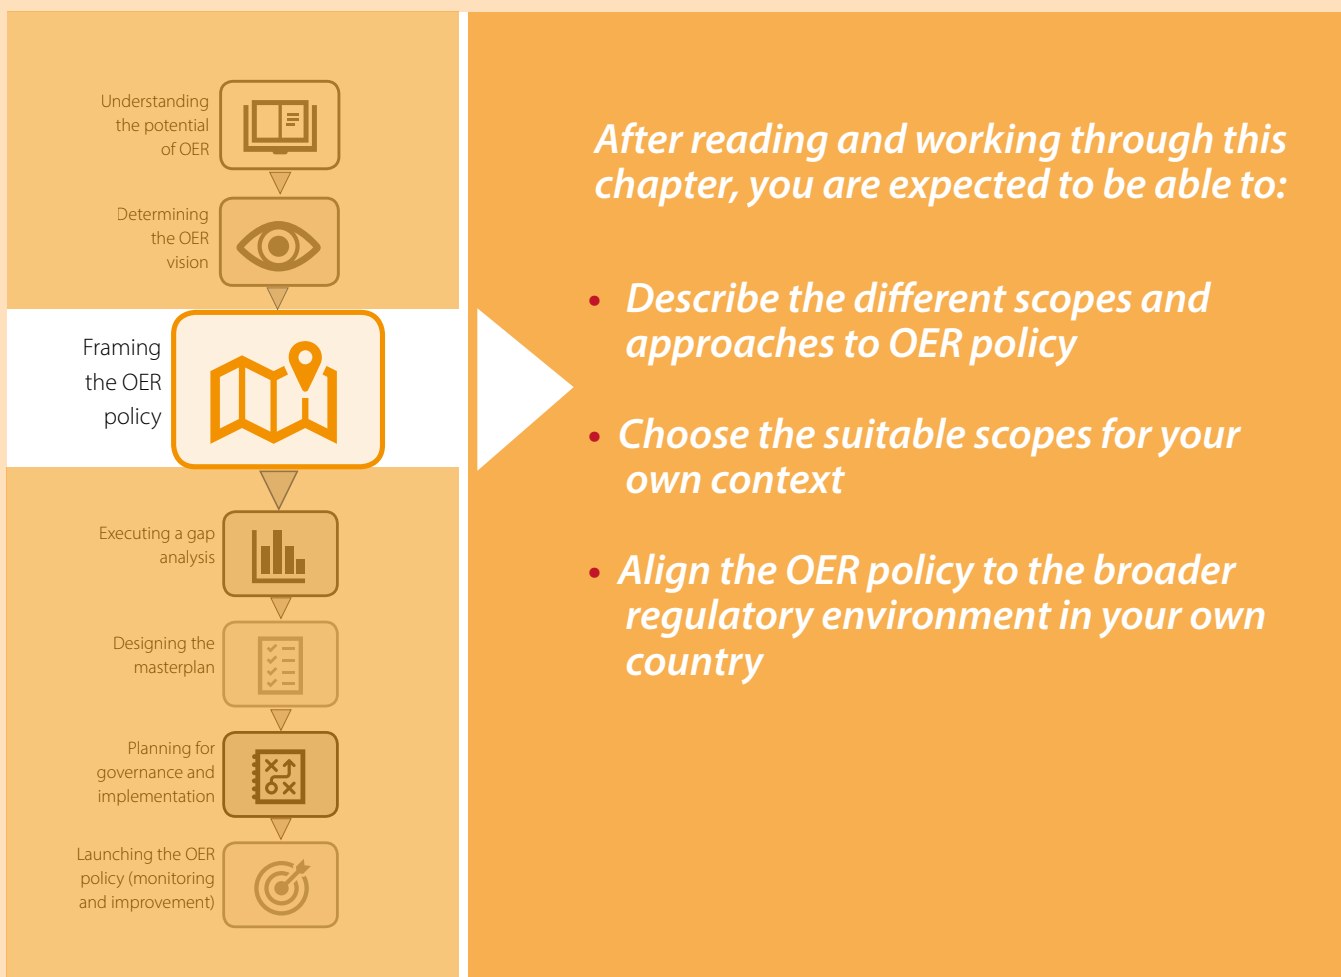 Understanding
the potential
of OER
Determining
the OER
vision
Framing
the OER
policy
Executing a gap
analysis
Designing the
masterplan
Planning for
governance and
implementation
Launching the OER
policy (monitoring
and improvement)
After reading and working through this
chapter, you are expected to be able to:
• Describe the different scopes and
approaches to OER policy
• Choose the suitable scopes for your
own context
• Align the OER policy to the broader
regulatory environment in your own
country